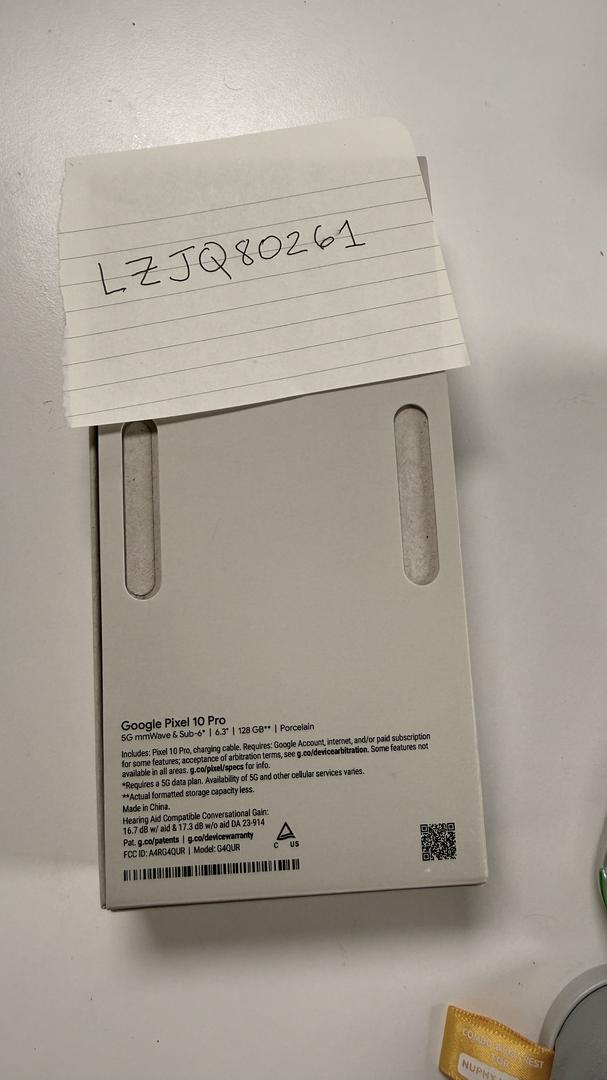 LZJQ80261
Google Pixel 10 Pro
5G mmWave & Sub-6* | 6.3" | 128 GB** | Porcelain
Includes: Pixel 10 Pro, charging cable. Requires: Google Account, internet, and/or paid subscription
for some features; acceptance of arbitration terms, see g.co/devicearbitration. Some features not
available in all areas. g.co/pixel/specs for info.
*Requires a 5G data plan. Availability of 5G and other cellular services varies.
**Actual formatted storage capacity less.
Made in China.
Hearing Aid Compatible Conversational Gain:
16.7 dB w/ aid & 17.3 dB w/o aid DA 23-914
Pat. g.co/patents | g.co/devicewarranty
FCC ID: A4RG4QUR | Model: G4QUR
C US
NUPHY